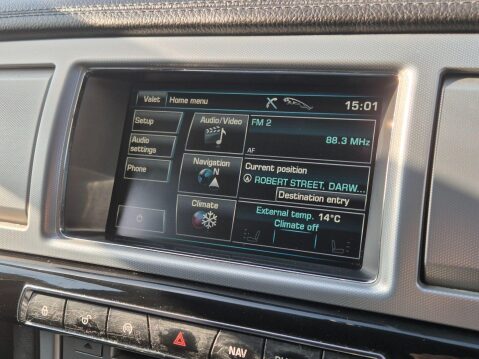 Valet
Home menu
15:01
Setup
Audio settings
Phone
Audio/Video
FM 2
88.3 MHz
AF
Navigation
N
Current position
ROBERT STREET, DARW...
Destination entry
Climate
External temp. 14°C
Climate off
NAV